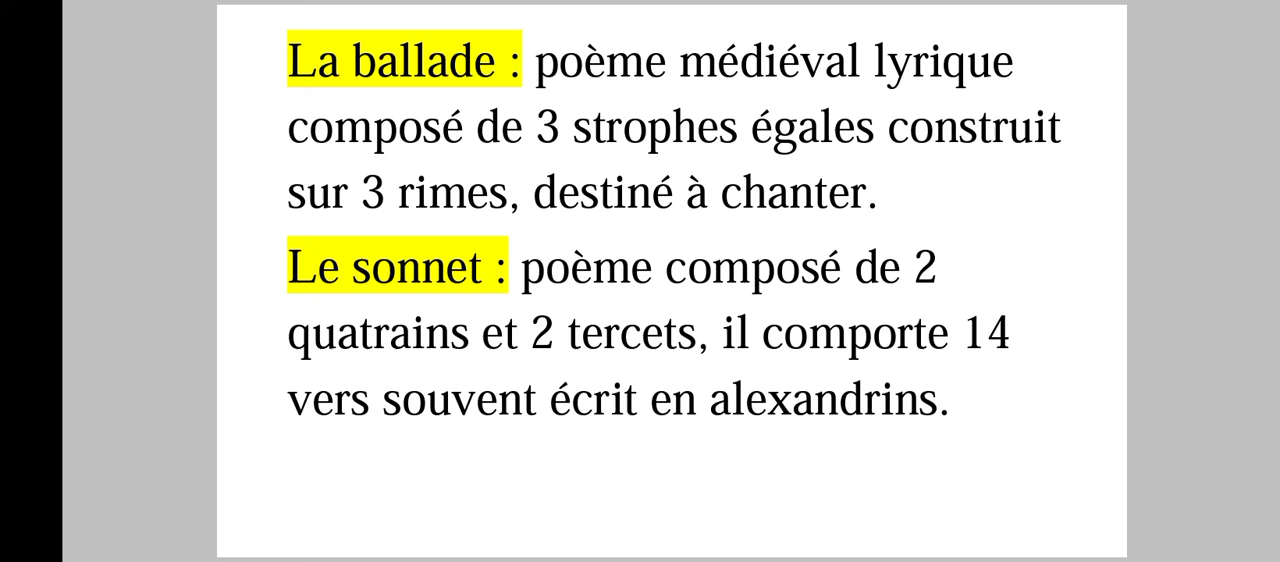 La ballade : poème médiéval lyrique
composé de 3 strophes égales construit
sur 3 rimes, destiné à chanter.
Le sonnet : poème composé de 2
quatrains et 2 tercets, il comporte 14
vers souvent écrit en alexandrins.